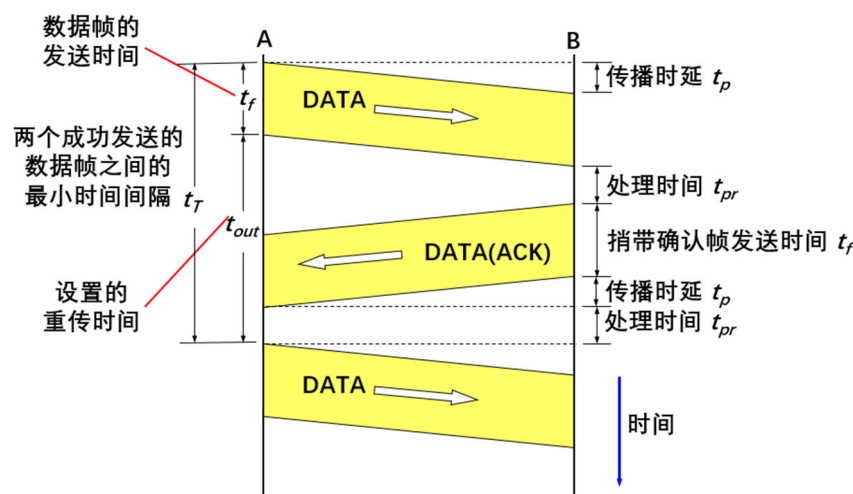 数据帧的
发送时间
A
B
传播时延 tp
tf
DATA
两个成功发送的
数据帧之间的
最小时间间隔 tT
处理时间 tpr
tout
DATA(ACK)
捎带确认帧发送时间 tf
设置的
重传时间
传播时延 tp
处理时间 tpr
DATA
时间